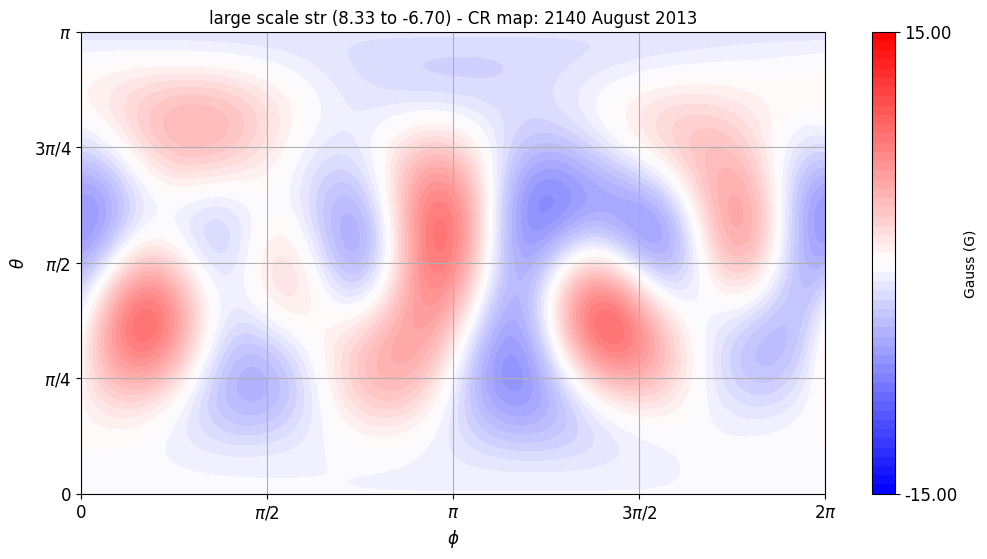 large scale str (8.33 to -6.70) - CR map: 2140 August 2013
π
3π/4
π/2
π/4
0
θ
0
π/2
π
3π/2
2π
ϕ
15.00
-15.00
Gauss (G)